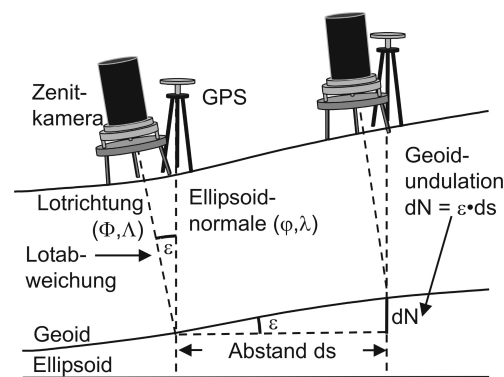 Zenit-
kamera
GPS
Lotrichtung
(Φ,Λ)
Ellipsoid-
normale (φ,λ)
Geoid-
undulation
dN = ε•ds
Lotab-
weichung
ε
Geoid
ε
dN
Ellipsoid
Abstand ds